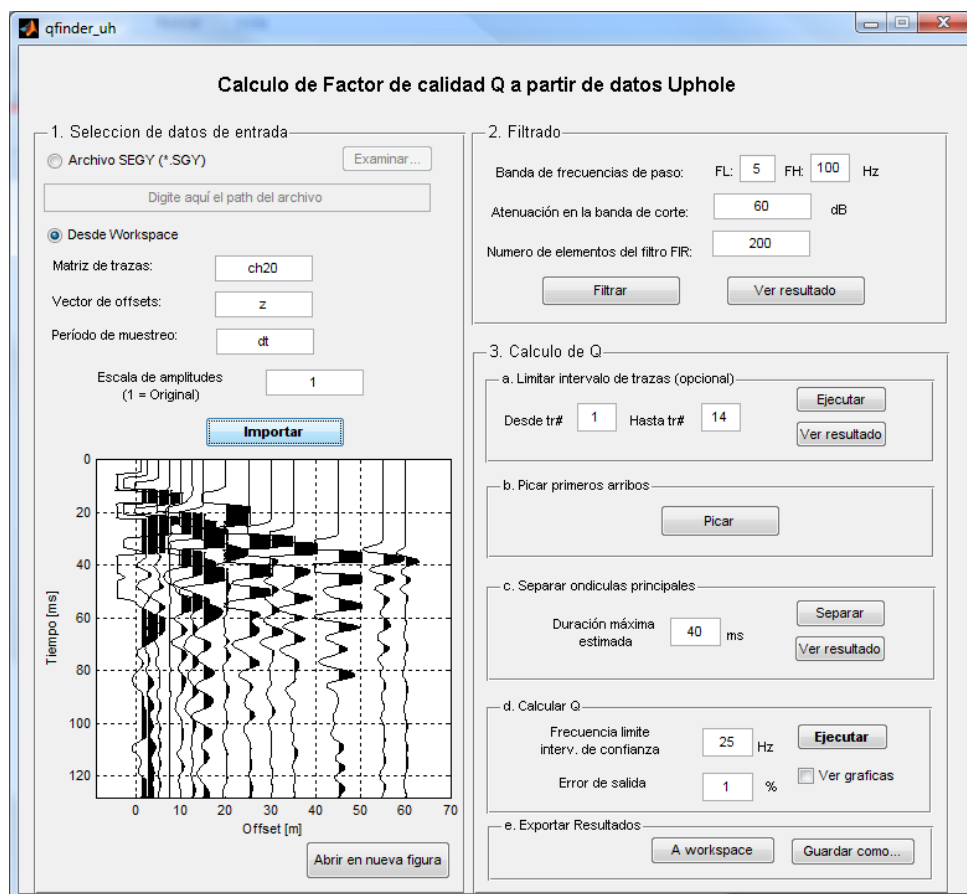 qfinder_uh
Calculo de Factor de calidad Q a partir de datos Uphole
1. Seleccion de datos de entrada
Archivo SEGY (*.SGY)
Examinar...
Digite aquí el path del archivo
Desde Workspace
Matriz de trazas: ch20
Vector de offsets: z
Período de muestreo: dt
Escala de amplitudes
(1 = Original)
1
Importar
0
20
40
60
80
100
120
Tiempo [ms]
0 10 20 30 40 50 60 70
Offset [m]
Abrir en nueva figura
2. Filtrado
Banda de frecuencias de paso: FL: 5 FH: 100 Hz
Atenuación en la banda de corte: 60 dB
Numero de elementos del filtro FIR: 200
Filtrar
Ver resultado
3. Calculo de Q
a. Limitar intervalo de trazas (opcional)
Desde tr# 1 Hasta tr# 14
Ejecutar
Ver resultado
b. Picar primeros arribos
Picar
c. Separar ondiculas principales
Duración máxima
estimada
40 ms
Separar
Ver resultado
d. Calcular Q
Frecuencia limite
interv. de confianza
25 Hz
Ejecutar
Error de salida 1 %
Ver graficas
e. Exportar Resultados
A workspace
Guardar como...